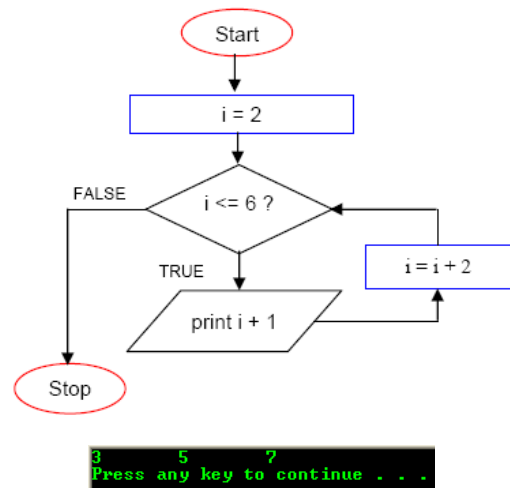 Start
i = 2
i <= 6 ?
FALSE
TRUE
i = i + 2
print i + 1
Stop
3 5 7
Press any key to continue . . .